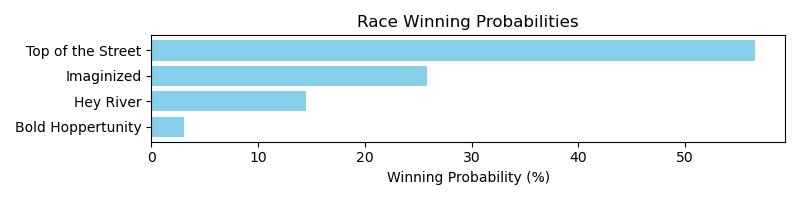 Race Winning Probabilities
Top of the Street
Imaginized
Hey River
Bold Hoppertunity
0 10 20 30 40 50
Winning Probability (%)